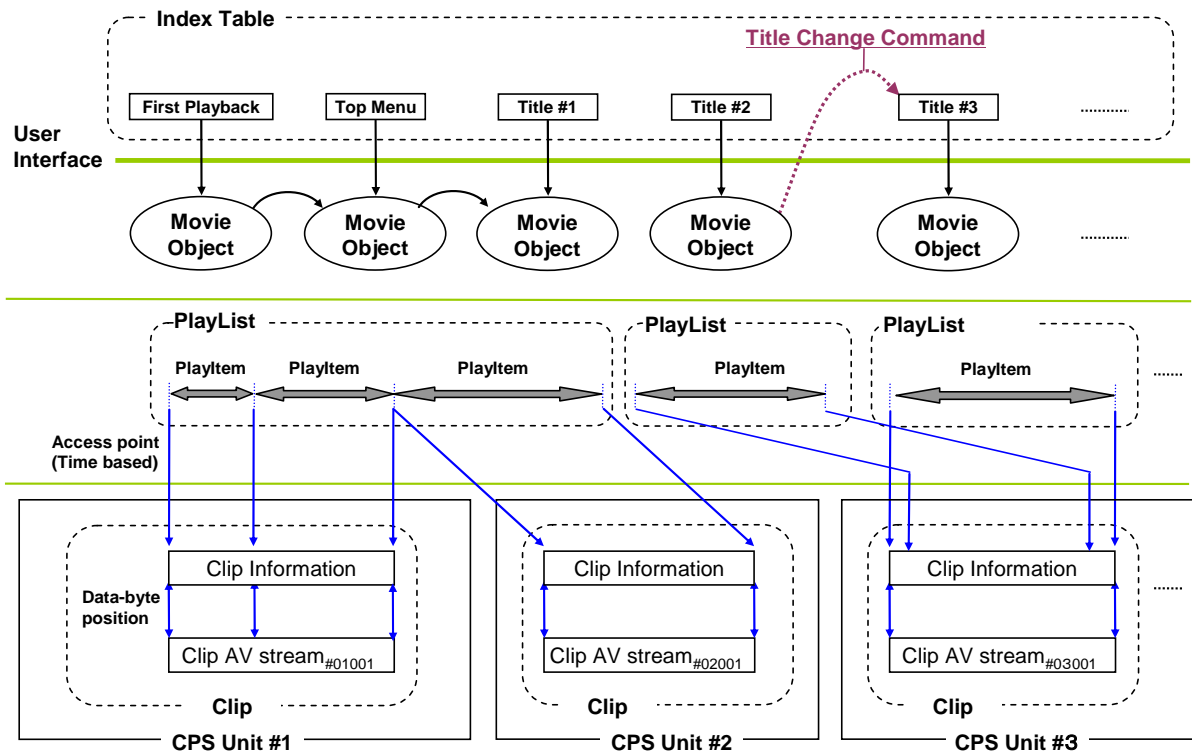 Index Table
Title Change Command
First Playback
Top Menu
Title #1
Title #2
Title #3
............
User
Interface
Movie
Object
Movie
Object
Movie
Object
Movie
Object
Movie
Object
............
PlayList
PlayList
PlayList
PlayItem
PlayItem
PlayItem
PlayItem
PlayItem
.......
Access point
(Time based)
Clip Information
Clip Information
Clip Information
.......
Data-byte
position
Clip AV stream#01001
Clip AV stream#02001
Clip AV stream#03001
Clip
Clip
Clip
CPS Unit #1
CPS Unit #2
CPS Unit #3